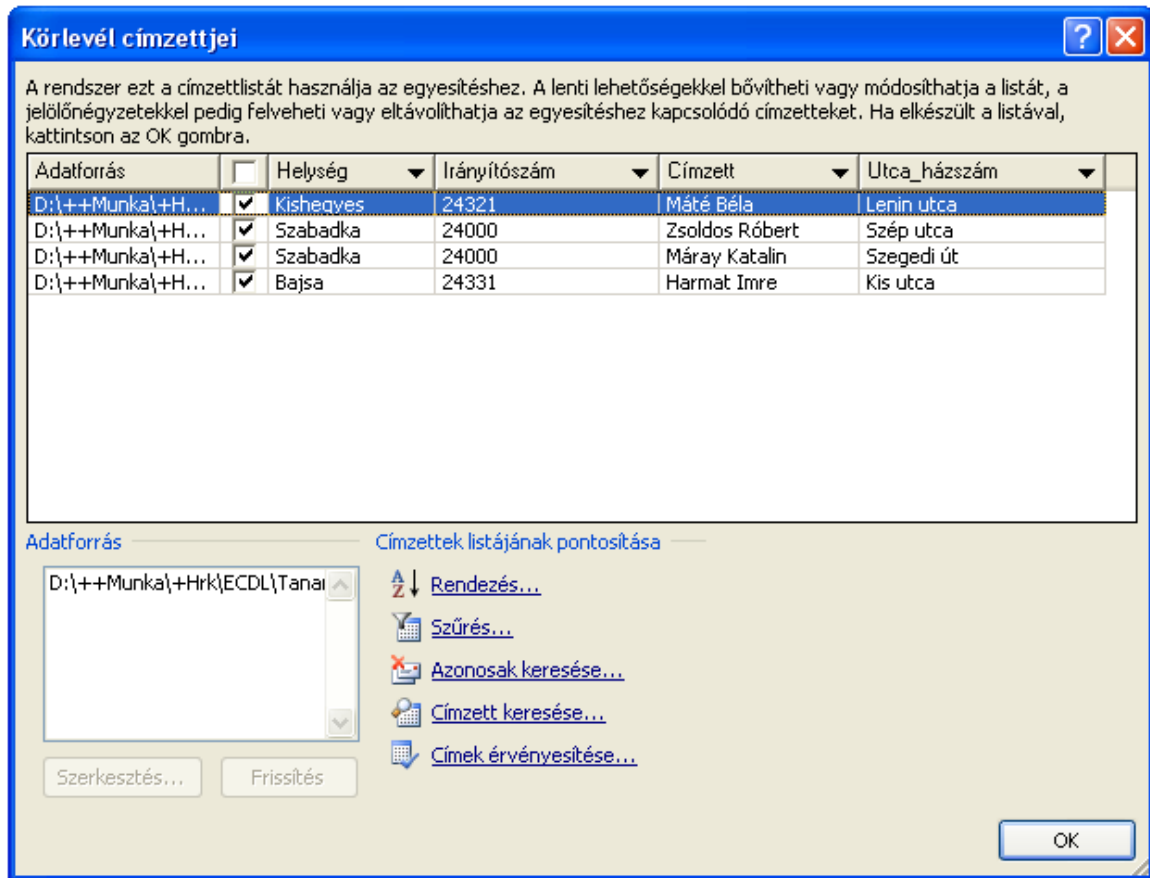 Körlevél címzettjei
A rendszer ezt a címzettlistát használja az egyesítéshez. A lenti lehetőségekkel bővítheti vagy módosíthatja a listát, a
jelölőnégyzetekkel pedig felveheti vagy eltávolíthatja az egyesítéshez kapcsolódó címzetteket. Ha elkészült a listával,
kattintson az OK gombra.
Adatforrás Helység Irányítószám Címzett Utca_házszám
D:\++Munka\+H... Kishegyes 24321 Máté Béla Lenin utca
D:\++Munka\+H... Szabadka 24000 Zsoldos Róbert Szép utca
D:\++Munka\+H... Szabadka 24000 Máray Katalin Szegedi út
D:\++Munka\+H... Bajsa 24331 Harmat Imre Kis utca
Adatforrás
D:\++Munka\+Hrk\ECDL\Tanar
Szerkesztés... Frissítés
Címzettek listájának pontosítása
Rendezés...
Szűrés...
Azonosak keresése...
Címzett keresése...
Címek érvényesítése...
OK